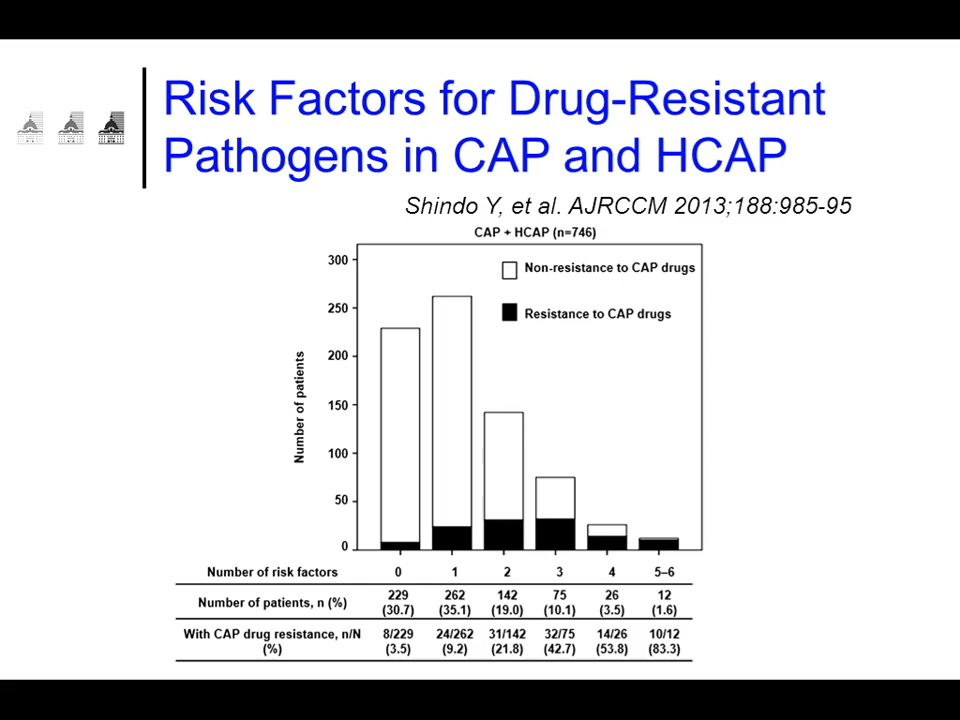 Risk Factors for Drug-Resistant
Pathogens in CAP and HCAP
Shindo Y, et al. AJRCCM 2013;188:985-95
CAP + HCAP (n=746)
Non-resistance to CAP drugs
Resistance to CAP drugs
Number of patients
300
250
200
150
100
50
0
Number of risk factors 0 1 2 3 4 5–6
Number of patients, n (%) 229 262 142 75 26 12
(30.7) (35.1) (19.0) (10.1) (3.5) (1.6)
With CAP drug resistance, n/N 8/229 24/262 31/142 32/75 14/26 10/12
(%) (3.5) (9.2) (21.8) (42.7) (53.8) (83.3)